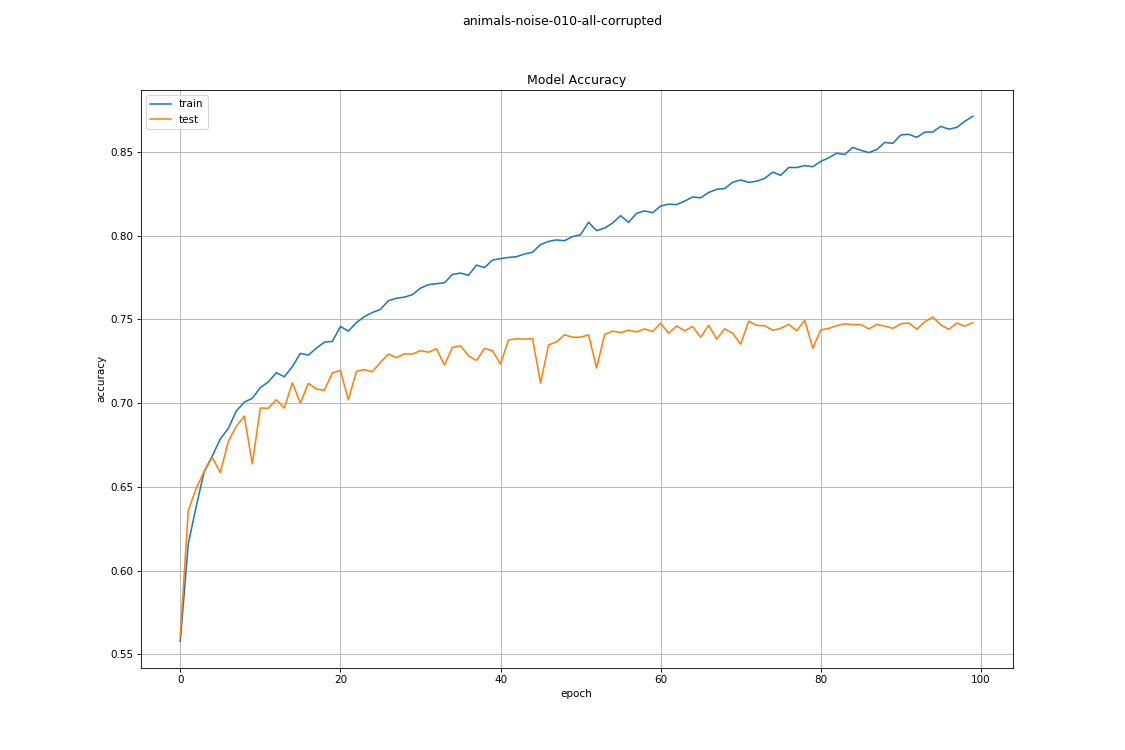 animals-noise-010-all-corrupted
Model Accuracy
train
test
0.85
0.80
0.75
0.70
0.65
0.60
0.55
accuracy
0 20 40 60 80 100
epoch